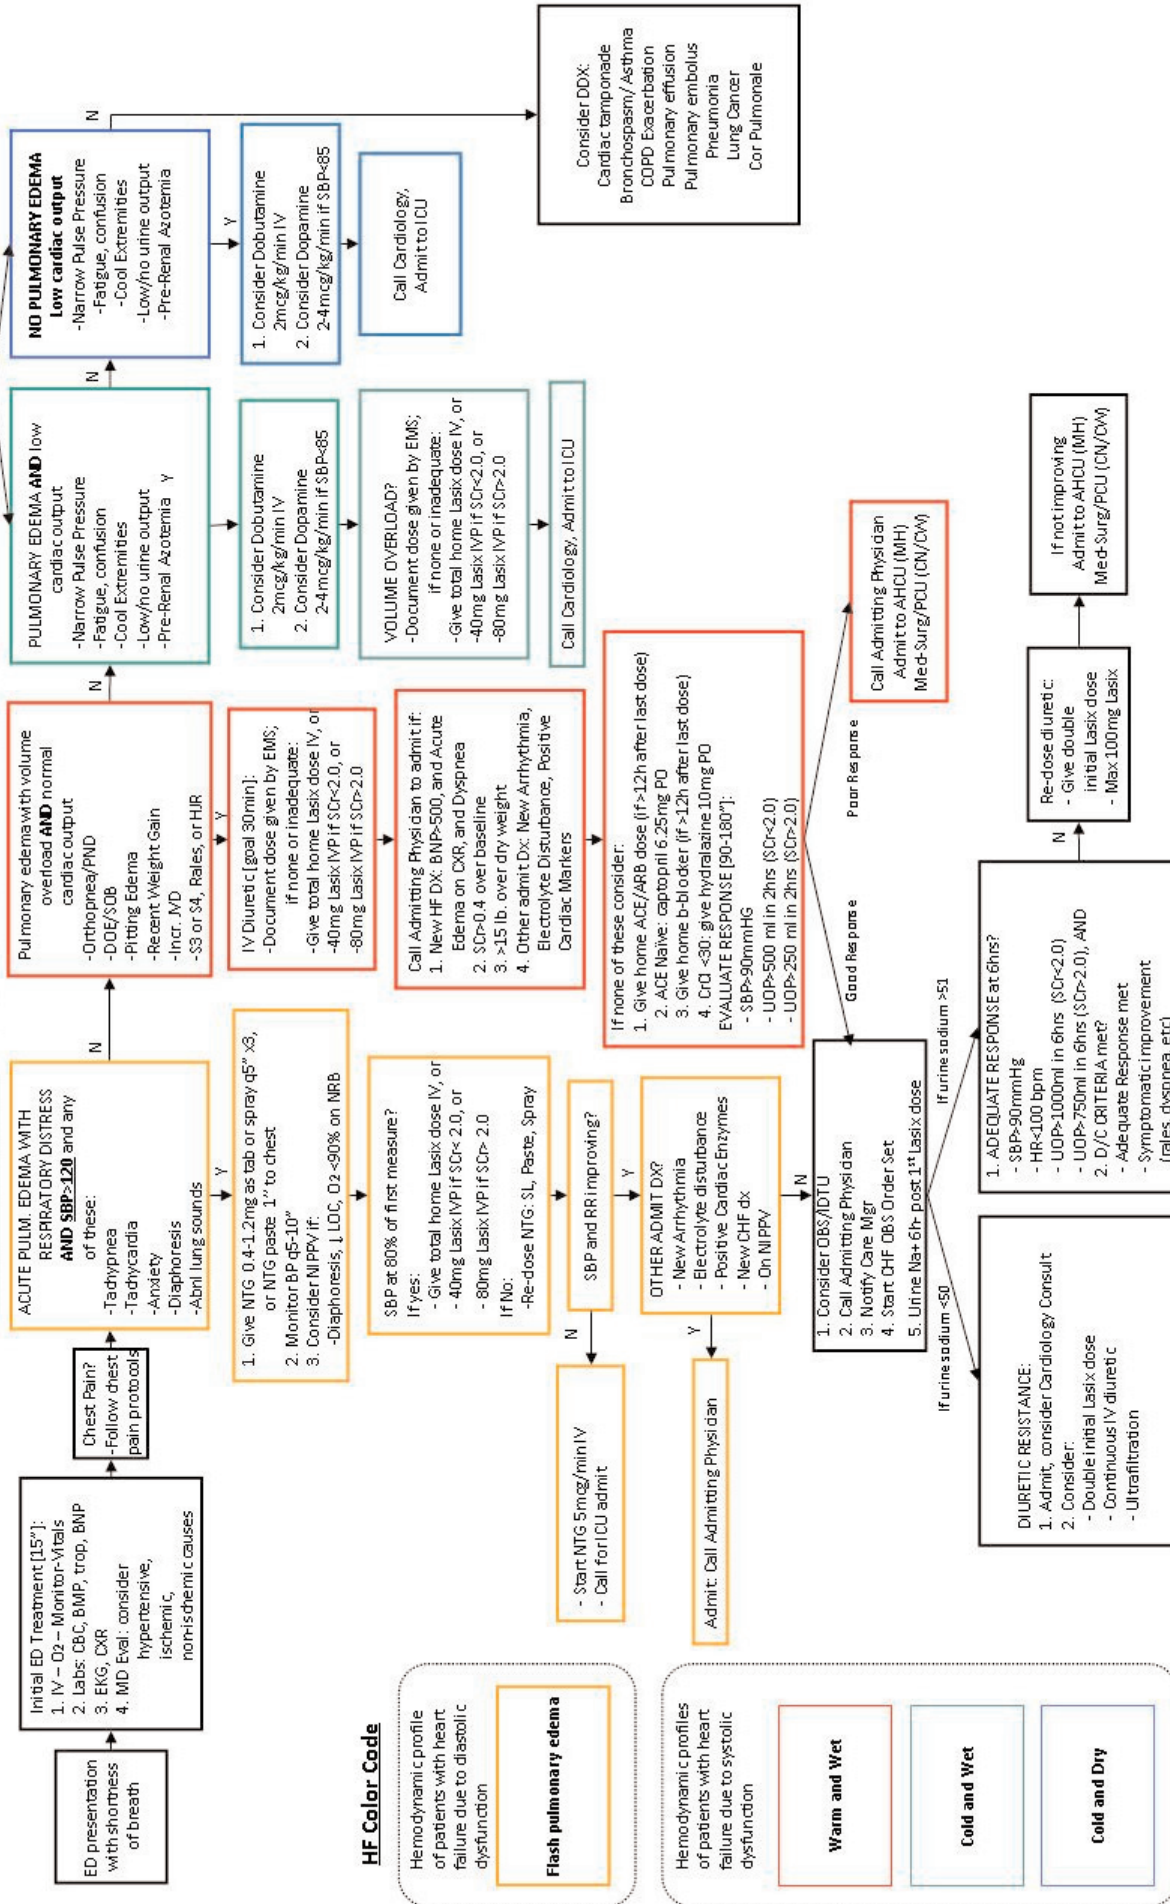 ED presentation
with shortness
of breath
Initial ED Treatment [15”]:
1. IV – O2 – Monitor-Vitals
2. Labs: CBC, BMP, trop, BNP
3. EKG, CXR
4. MD Eval: consider
hypertensive,
ischemic,
non-ischemic causes
Chest Pain?
-Follow chest
pain protocols
ACUTE PULM. EDEMA WITH
RESPIRATORY DISTRESS
AND SBP>120 and any
of these:
-Tachypnea
-Tachycardia
-Anxiety
-Diaphoresis
-Abnl lung sounds
N
Y
1. Give NTG 0.4-1.2mg as tab or spray q5” x3,
or NTG paste 1” to chest
2. Monitor BP q5-10”
3. Consider NIPPV if:
-Diaphoresis, ↓ LOC, O2 <90% on NRB
SBP at 80% of first measure?
If yes:
- Give total home Lasix dose IV, or
- 40mg Lasix IVP if SCr< 2.0, or
- 80mg Lasix IVP if SCr> 2.0
If No:
-Re-dose NTG: SL, Paste, Spray
SBP and RR improving?
N
Y
- Start NTG 5mcg/min IV
- Call for ICU admit
OTHER ADMIT DX?
- New Arrhythmia
- Electrolyte disturbance
- Positive Cardiac Enzymes
- New CHF dx
- On NIPPV
Y
N
Admit: Call Admitting Physician
Pulmonary edema with volume
overload AND normal
cardiac output
-Orthopnea/PND
-DOE/SOB
-Pitting Edema
-Recent Weight Gain
-Incr. JVD
-S3 or S4, Rales, or HJR
N
Y
IV Diuretic [goal 30min]:
-Document dose given by EMS;
if none or inadequate:
-Give total home Lasix dose IV, or
-40mg Lasix IVP if SCr<2.0, or
-80mg Lasix IVP if SCr>2.0
Call Admitting Physician to admit if:
1. New HF DX: BNP>500, and Acute
Edema on CXR, and Dyspnea
2. SCr>0.4 over baseline
3. >15 lb. over dry weight
4. Other admit Dx: New Arrhythmia,
Electrolyte Disturbance, Positive
Cardiac Markers
If none of these consider:
1. Give home ACE/ARB dose (if >12h after last dose)
2. ACE Naïve: captopril 6.25mg PO
3. Give home b-blocker (if >12h after last dose)
4. CrCl <30: give hydralazine 10mg PO
EVALUATE RESPONSE [90-180”]:
- SBP>90mmHG
- UOP>500 ml in 2hrs (SCr<2.0)
- UOP>250 ml in 2hrs (SCr>2.0)
Good Response
Poor Response
Call Admitting Physician
Admit to AHCU (MH)
Med-Surg/PCU (CN/CW)
PULMONARY EDEMA AND low
cardiac output
-Narrow Pulse Pressure
-Fatigue, confusion
-Cool Extremities
-Low/no urine output
-Pre-Renal Azotemia Y
N
1. Consider Dobutamine
2mcg/kg/min IV
2. Consider Dopamine
2-4mcg/kg/min if SBP<85
VOLUME OVERLOAD?
-Document dose given by EMS;
if none or inadequate:
-Give total home Lasix dose IV, or
-40mg Lasix IVP if SCr<2.0, or
-80mg Lasix IVP if SCr>2.0
Call Cardiology, Admit to ICU
NO PULMONARY EDEMA
Low cardiac output
-Narrow Pulse Pressure
-Fatigue, confusion
-Cool Extremities
-Low/no urine output
-Pre-Renal Azotemia
N
Y
1. Consider Dobutamine
2mcg/kg/min IV
2. Consider Dopamine
2-4mcg/kg/min if SBP<85
Call Cardiology,
Admit to ICU
Consider DDX:
Cardiac tamponade
Bronchospasm/ Asthma
COPD Exacerbation
Pulmonary effusion
Pulmonary embolus
Pneumonia
Lung Cancer
Cor Pulmonale
1. Consider OBS/IDTU
2. Call Admitting Physician
3. Notify Care Mgr
4. Start CHF OBS Order Set
5. Urine Na+ 6h- post 1st Lasix dose
If urine sodium <50
If urine sodium >51
DIURETIC RESISTANCE:
1. Admit, consider Cardiology Consult
2. Consider:
- Double initial Lasix dose
- Continuous IV diuretic
- Ultrafiltration
1. ADEQUATE RESPONSE at 6hrs?
- SBP>90mmHg
- HR<100 bpm
- UOP>1000ml in 6hrs (SCr<2.0)
- UOP>750ml in 6hrs (SCr>2.0), AND
2. D/C CRITERIA met?
- Adequate Response met
- Symptomatic improvement
(rales, dyspnea, etc)
N
Re-dose diuretic:
- Give double
initial Lasix dose
- Max 100mg Lasix
If not improving
Admit to AHCU (MH)
Med-Surg/PCU (CN/CW)
HF Color Code
Hemodynamic profile
of patients with heart
failure due to diastolic
dysfunction
Flash pulmonary edema
Hemodynamic profiles
of patients with heart
failure due to systolic
dysfunction
Warm and Wet
Cold and Wet
Cold and Dry